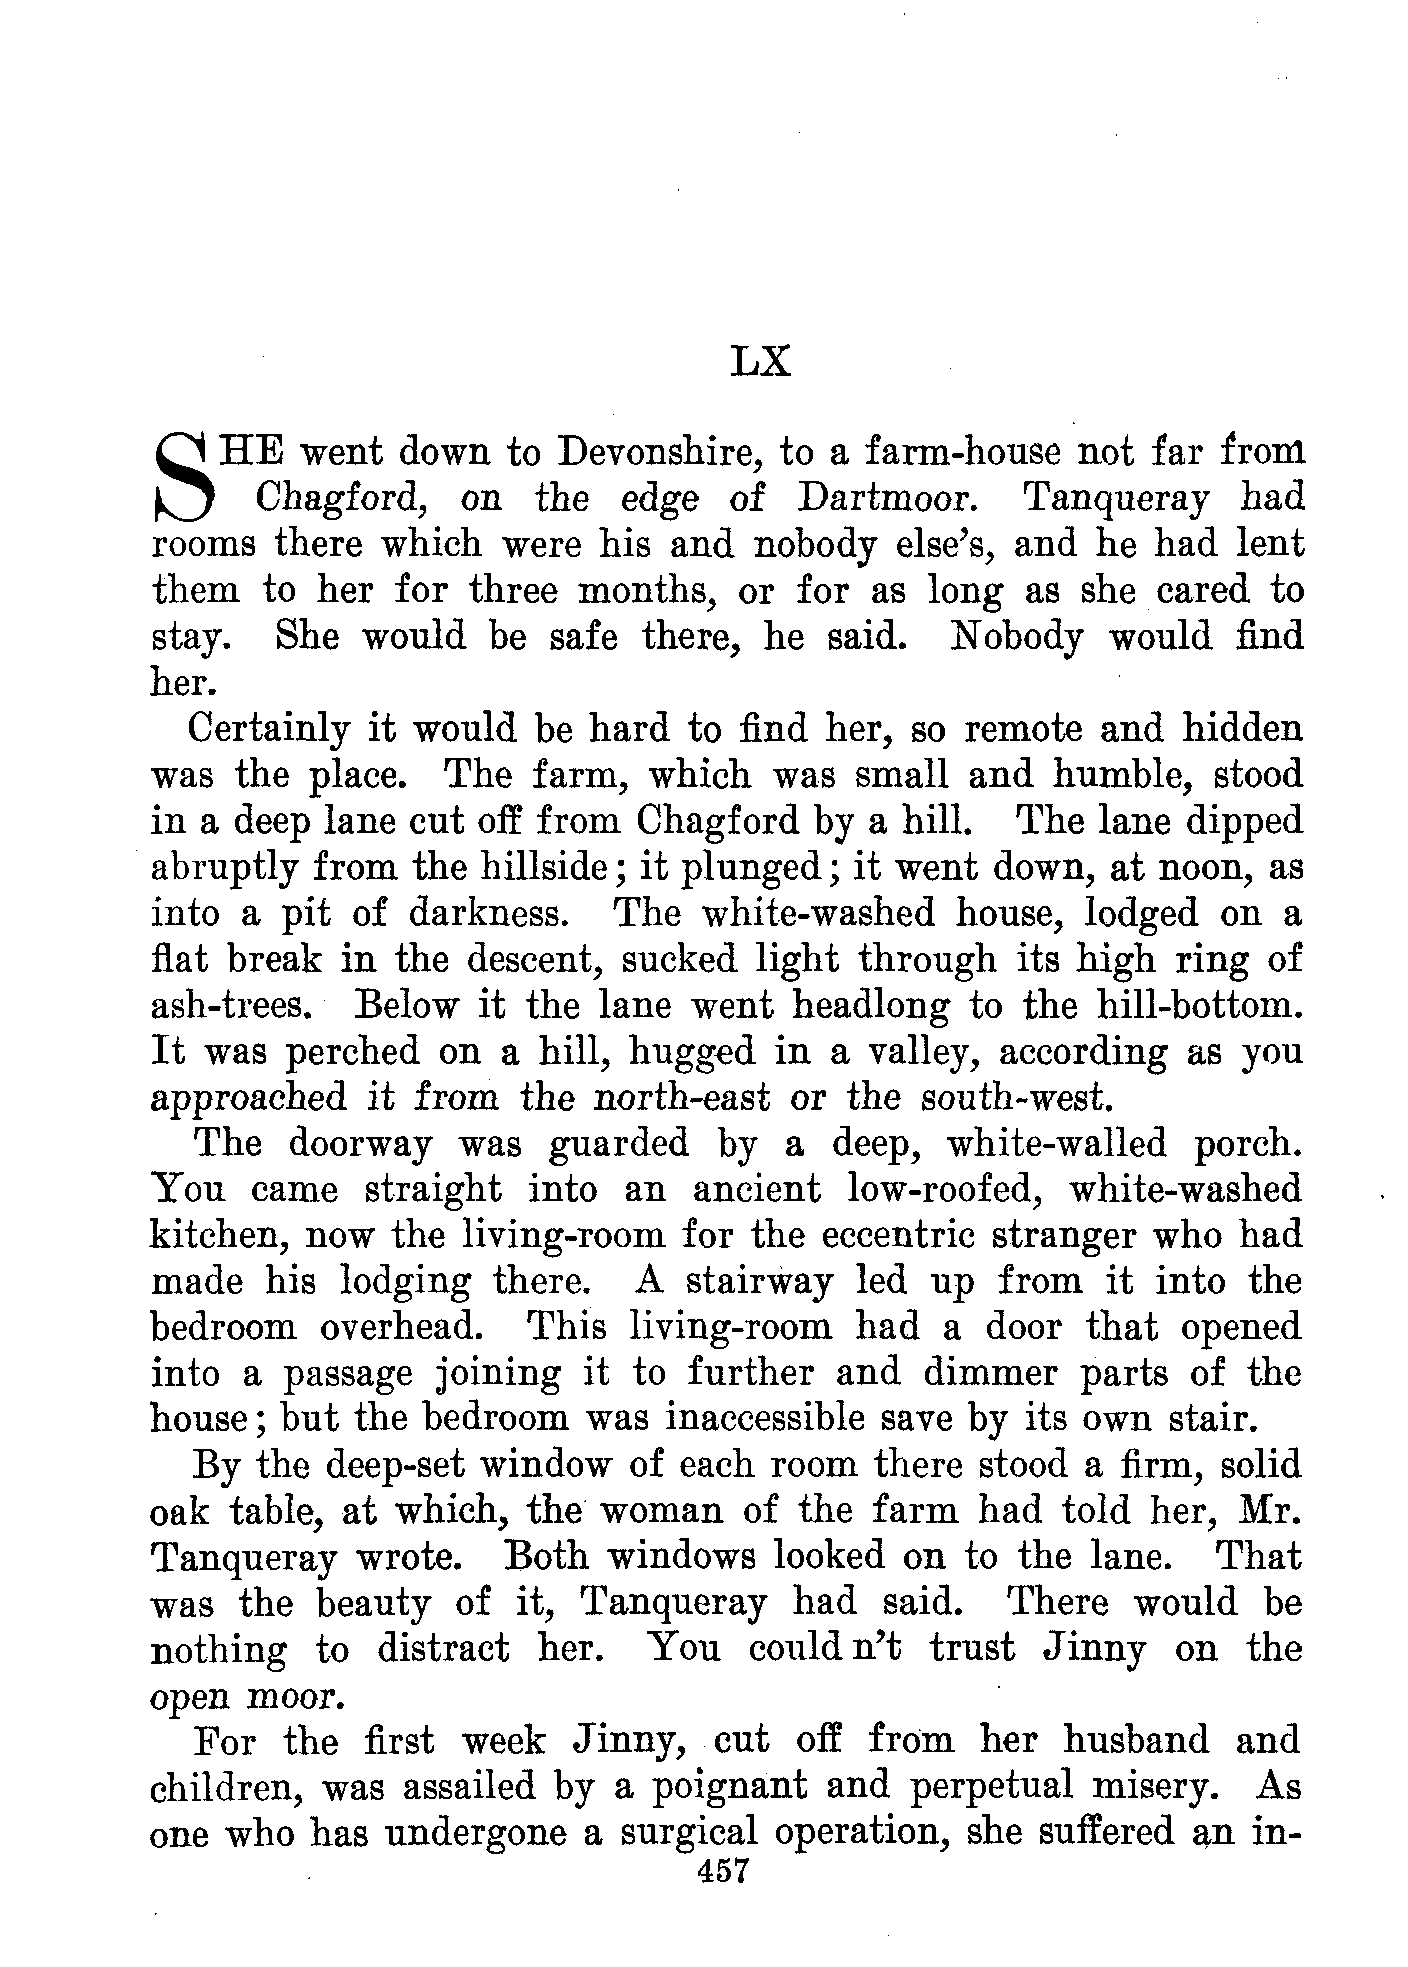 LX
SHE went down to Devonshire, to a farm-house not far from
Chagford, on the edge of Dartmoor. Tanqueray had
rooms there which were his and nobody else's, and he had lent
them to her for three months, or for as long as she cared to
stay. She would be safe there, he said. Nobody would find
her.
Certainly it would be hard to find her, so remote and hidden
was the place. The farm, which was small and humble, stood
in a deep lane cut off from Chagford by a hill. The lane dipped
abruptly from the hillside; it plunged; it went down, at noon, as
into a pit of darkness. The white-washed house, lodged on a
flat break in the descent, sucked light through its high ring of
ash-trees. Below it the lane went headlong to the hill-bottom.
It was perched on a hill, hugged in a valley, according as you
approached it from the north-east or the south-west.
The doorway was guarded by a deep, white-walled porch.
You came straight into an ancient low-roofed, white-washed
kitchen, now the living-room for the eccentric stranger who had
made his lodging there. A stairway led up from it into the
bedroom overhead. This living-room had a door that opened
into a passage joining it to further and dimmer parts of the
house; but the bedroom was inaccessible save by its own stair.
By the deep-set window of each room there stood a firm, solid
oak table, at which, the woman of the farm had told her, Mr.
Tanqueray wrote. Both windows looked on to the lane. That
was the beauty of it, Tanqueray had said. There would be
nothing to distract her. You could n't trust Jinny on the
open moor.
For the first week Jinny, cut off from her husband and
children, was assailed by a poignant and perpetual misery. As
one who has undergone a surgical operation, she suffered an in-
457